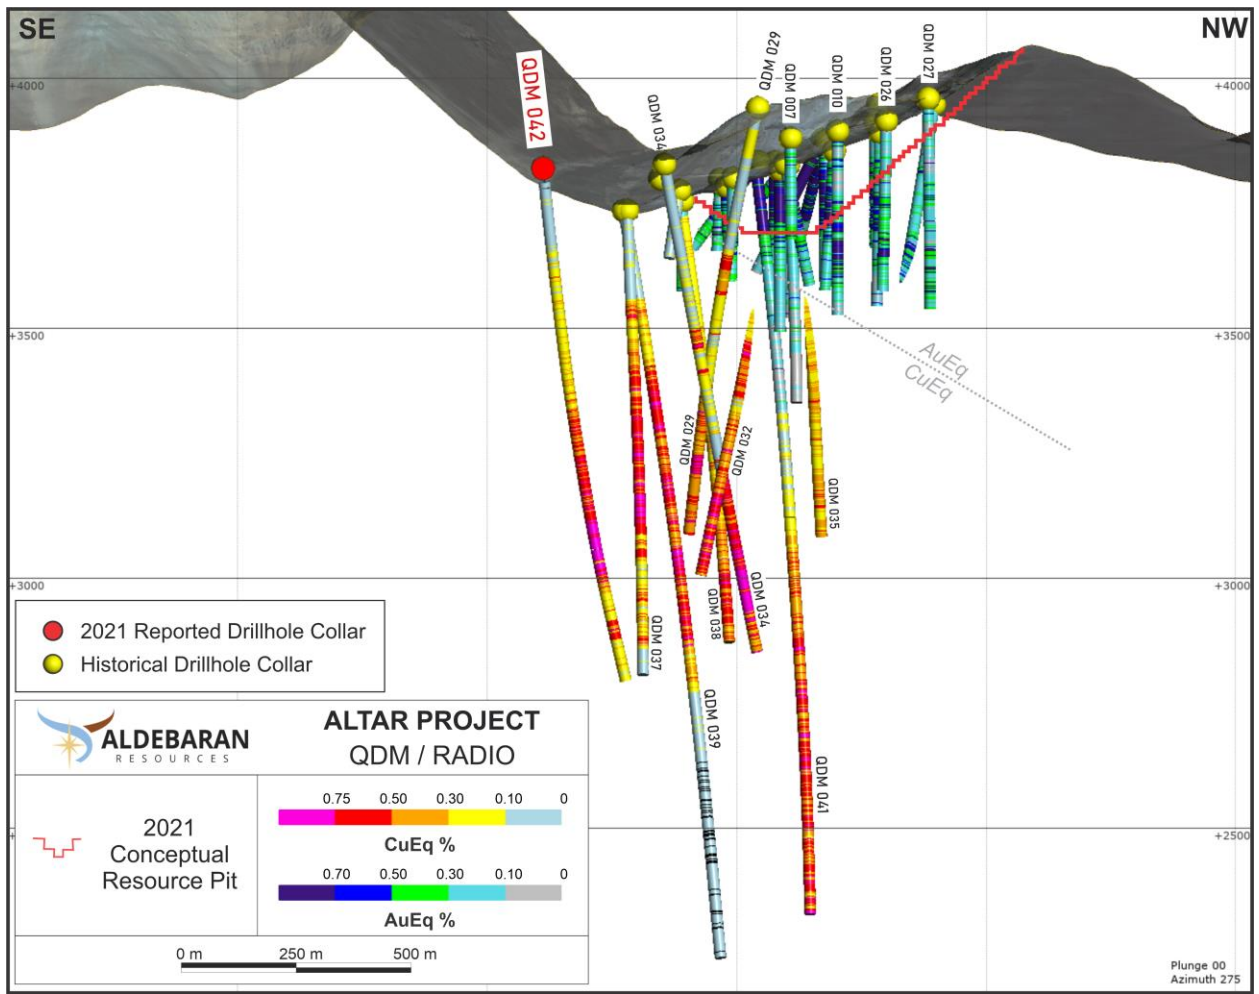 SE
NW
QDM 042
QDM 034
QDM 029
QDM 007
QDM 010
QDM 026
QDM 027
+4000
+4000
+3500
+3500
AuEq
CuEq
QDM 029
QDM 032
QDM 035
+3000
+3000
QDM 037
QDM 038
QDM 034
QDM 039
QDM 041
+2500
2021 Reported Drillhole Collar
Historical Drillhole Collar
ALDEBARAN
RESOURCES
ALTAR PROJECT
QDM / RADIO
2021
Conceptual
Resource Pit
0.75 0.50 0.30 0.10 0
CuEq %
0.70 0.50 0.30 0.10 0
AuEq %
0 m 250 m 500 m
Plunge 00
Azimuth 275